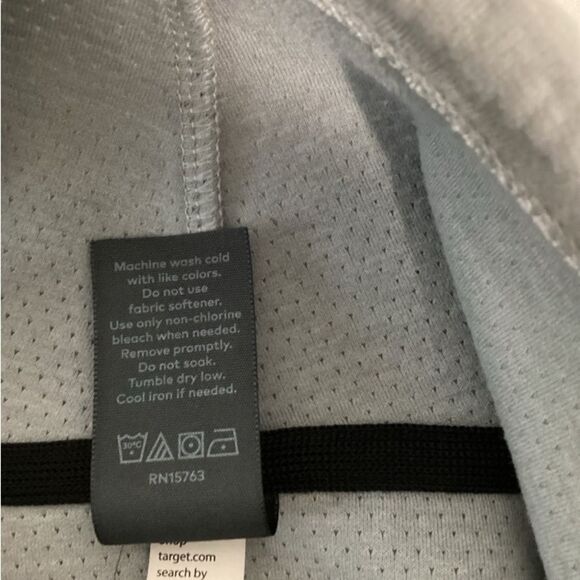 Machine wash cold
with like colors.
Do not use
fabric softener.
Use only non-chlorine
bleach when needed.
Remove promptly.
Do not soak.
Tumble dry low.
Cool iron if needed.
30°C
RN15763
shop
target.com
search by